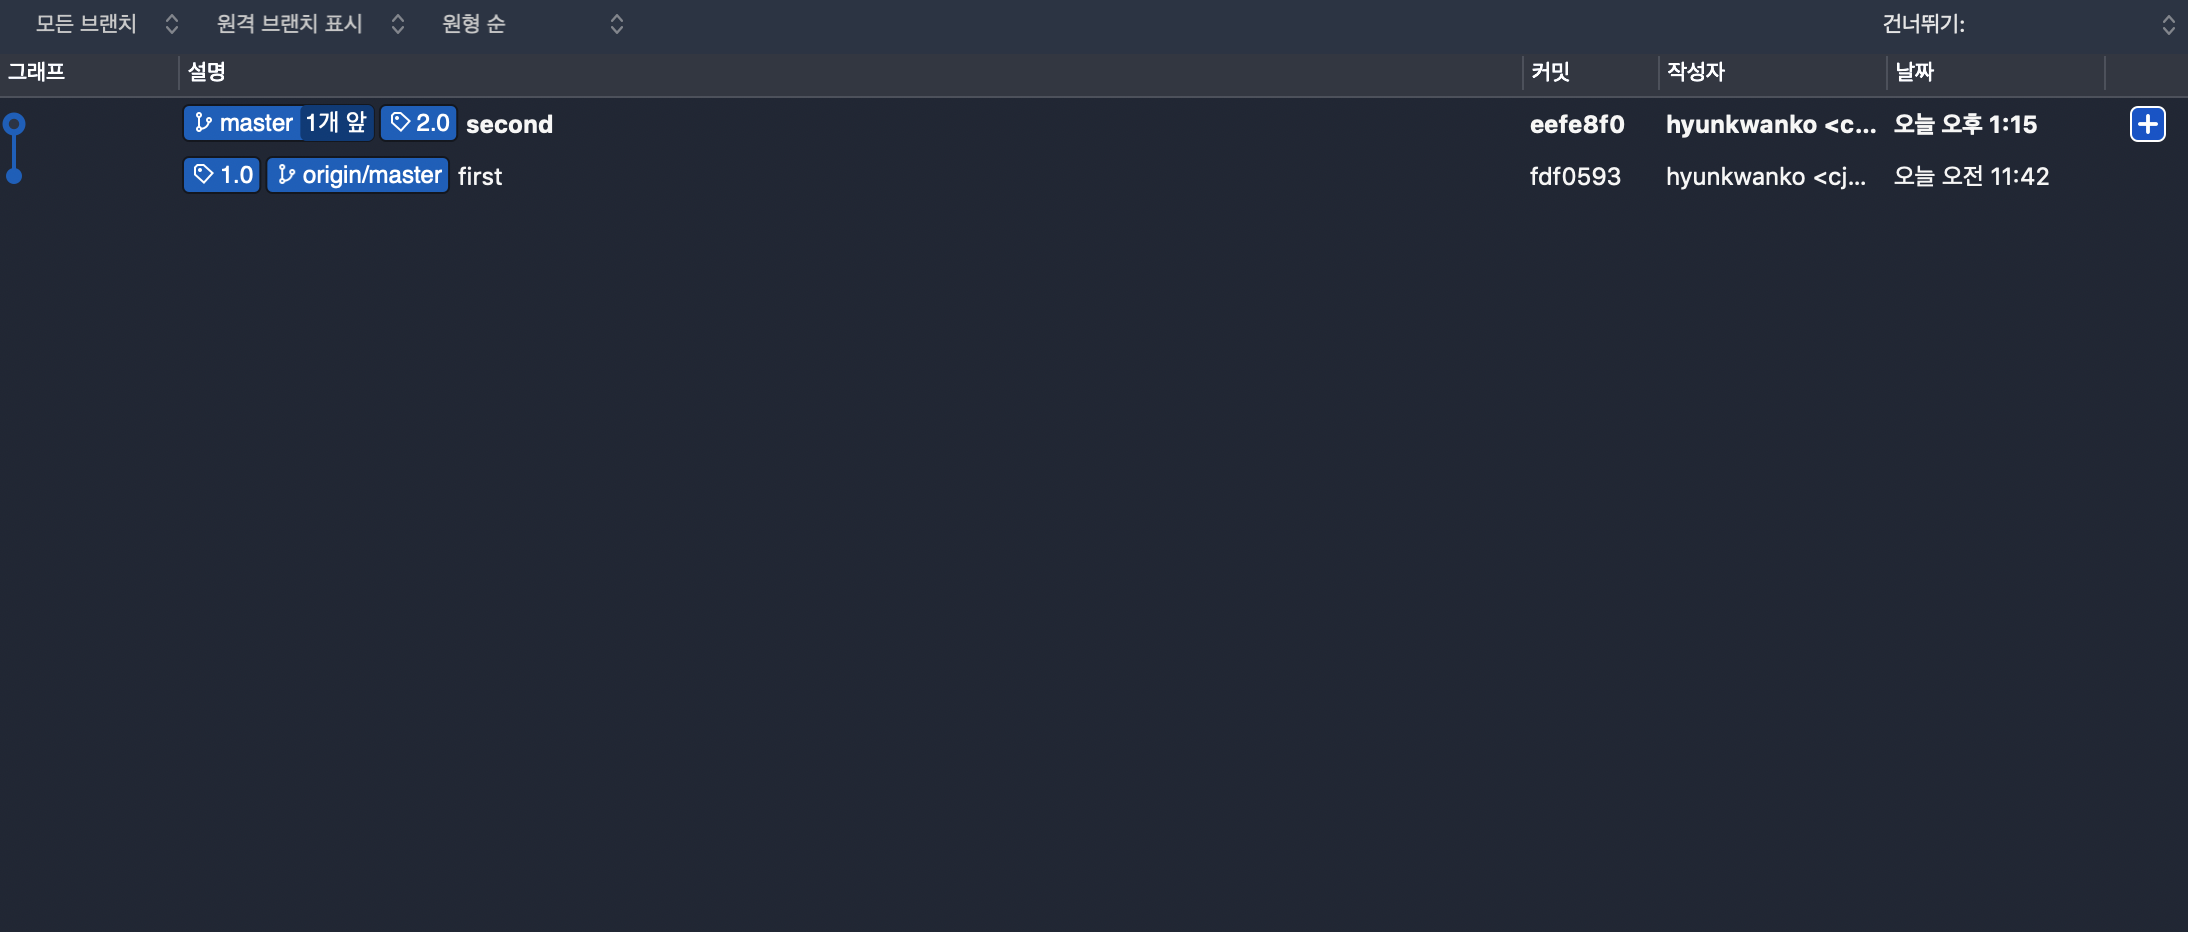 모든 브랜치 원격 브랜치 표시 원형 순 건너뛰기:
그래프 설명 커밋 작성자 날짜
master 1개 앞 2.0 second eefe8f0 hyunkwanko <c... 오늘 오후 1:15
1.0 origin/master first fdf0593 hyunkwanko <cj... 오늘 오전 11:42